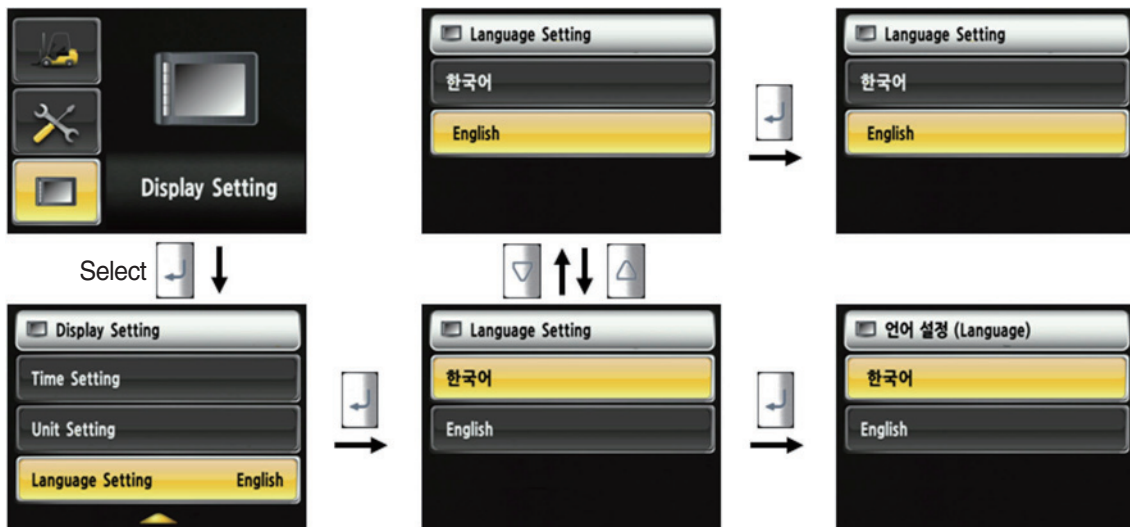 Display Setting
Select
Display Setting
Time Setting
Unit Setting
Language Setting English
Language Setting
한국어
English
Language Setting
한국어
English
Language Setting
한국어
English
언어 설정 (Language)
한국어
English